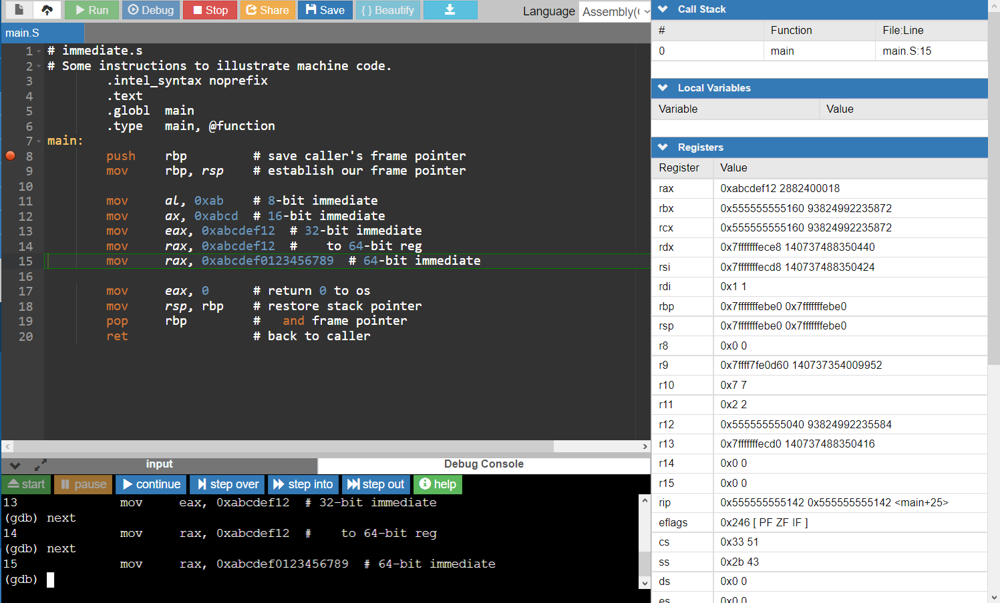 Run Debug Stop Share Save { } Beautify Language Assembly(
main.S
1 # immediate.s
2 # Some instructions to illustrate machine code.
3 .intel_syntax noprefix
4 .text
5 .globl main
6 .type main, @function
7 main:
8 push rbp # save caller's frame pointer
9 mov rbp, rsp # establish our frame pointer
10
11 mov al, 0xab # 8-bit immediate
12 mov ax, 0xabcd # 16-bit immediate
13 mov eax, 0xabcdef12 # 32-bit immediate
14 mov rax, 0xabcdef12 # to 64-bit reg
15 mov rax, 0xabcdef0123456789 # 64-bit immediate
16
17 mov eax, 0 # return 0 to os
18 mov rsp, rbp # restore stack pointer
19 pop rbp # and frame pointer
20 ret # back to caller
input Debug Console
start pause continue step over step into step out help
13 mov eax, 0xabcdef12 # 32-bit immediate
(gdb) next
14 mov rax, 0xabcdef12 # to 64-bit reg
(gdb) next
15 mov rax, 0xabcdef0123456789 # 64-bit immediate
(gdb)
Call Stack
# Function File:Line
0 main main.S:15
Local Variables
Variable Value
Registers
Register Value
rax 0xabcdef12 2882400018
rbx 0x555555555160 93824992235872
rcx 0x555555555160 93824992235872
rdx 0x7fffffffece8 140737488350440
rsi 0x7fffffffecd8 140737488350424
rdi 0x1 1
rbp 0x7fffffffebe0 0x7fffffffebe0
rsp 0x7fffffffebe0 0x7fffffffebe0
r8 0x0 0
r9 0x7ffff7fe0d60 140737354009952
r10 0x7 7
r11 0x2 2
r12 0x555555555040 93824992235584
r13 0x7fffffffecd0 140737488350416
r14 0x0 0
r15 0x0 0
rip 0x555555555142 0x555555555142 <main+25>
eflags 0x246 [ PF ZF IF ]
cs 0x33 51
ss 0x2b 43
ds 0x0 0
es 0x0 0